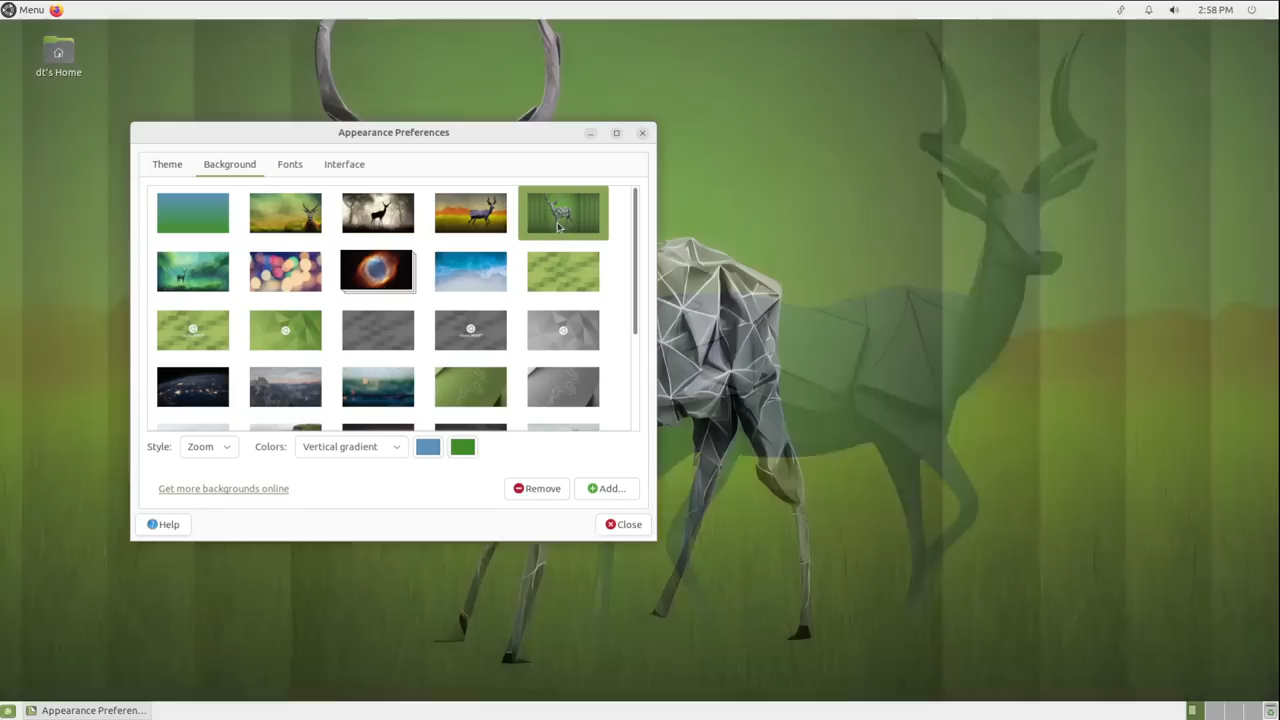 Menu
2:58 PM
dt's Home
Appearance Preferences
Theme
Background
Fonts
Interface
Style:
Zoom
Colors:
Vertical gradient
Get more backgrounds online
Remove
Add...
Help
Close
Appearance Preferen...